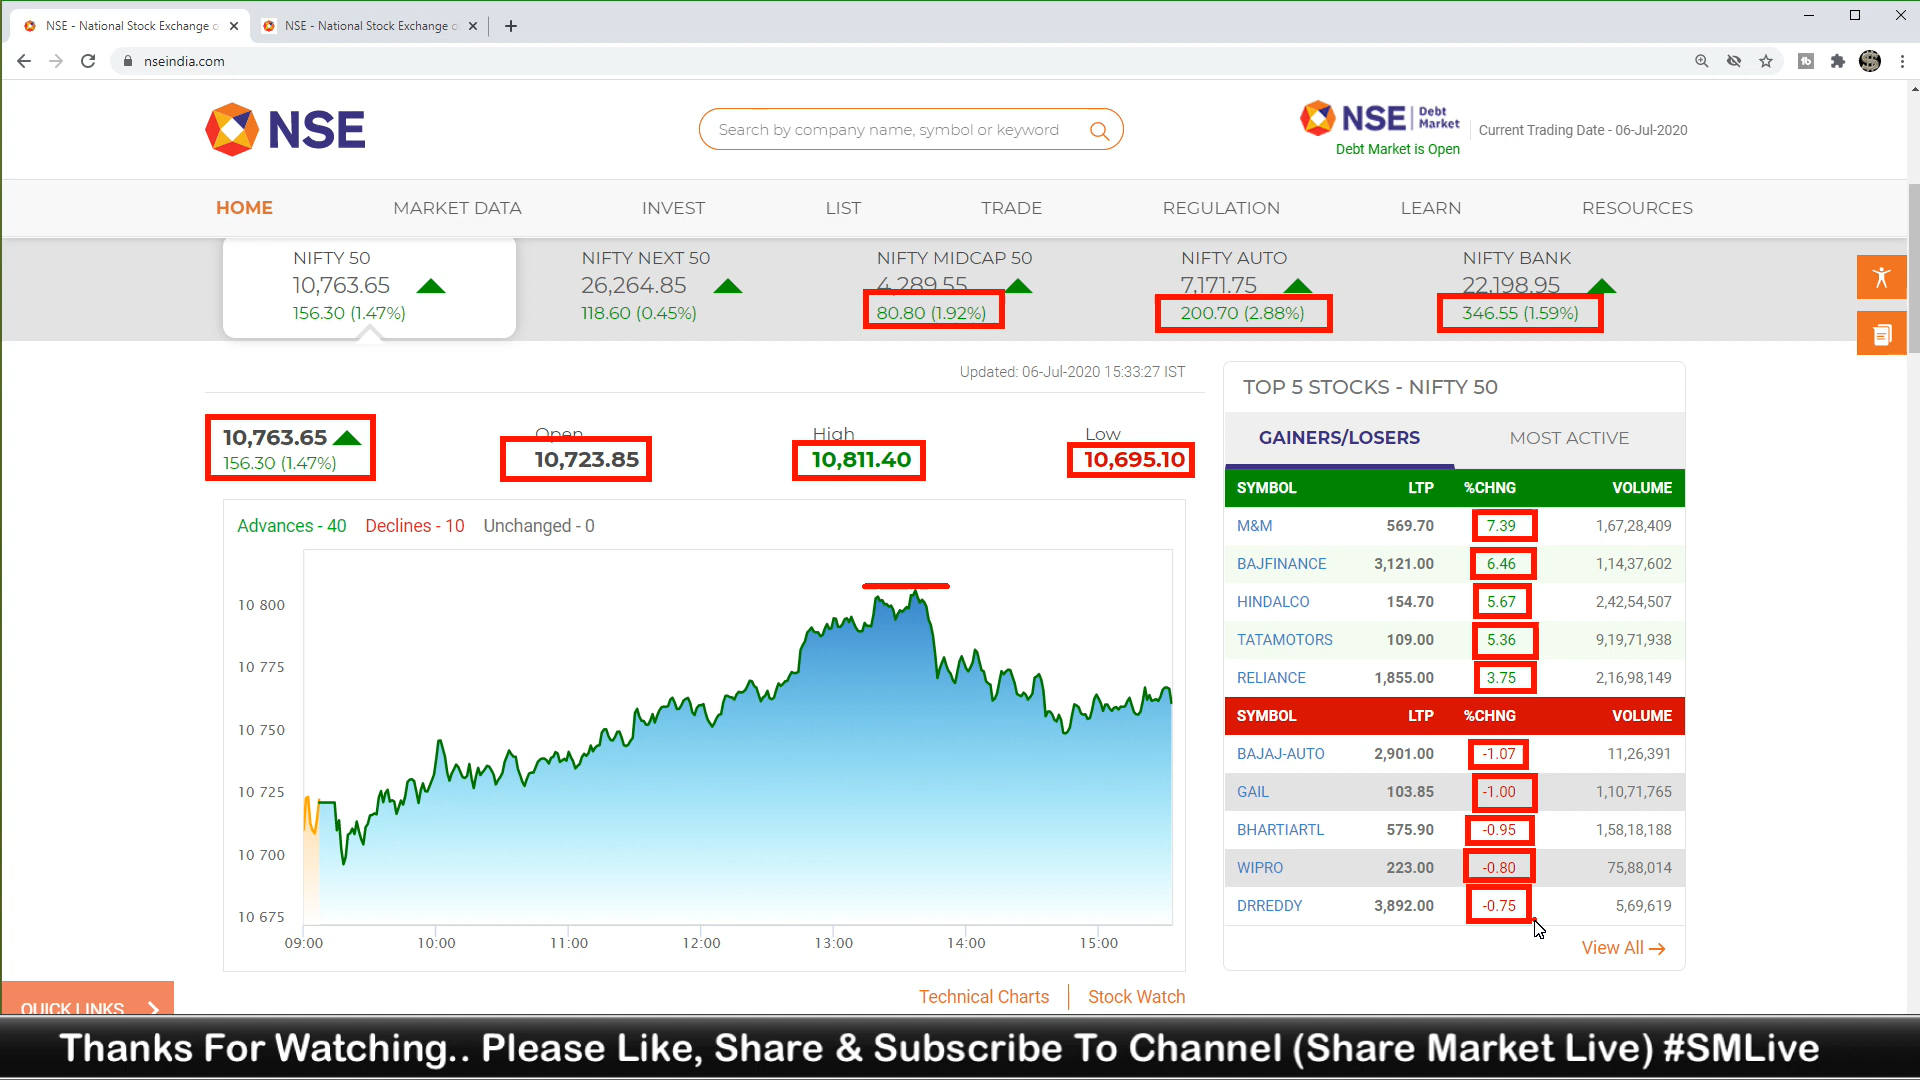 NSE - National Stock Exchange o
NSE - National Stock Exchange o
nseindia.com
NSE
Search by company name, symbol or keyword
NSE Debt Market
Debt Market is Open
Current Trading Date - 06-Jul-2020
HOME MARKET DATA INVEST LIST TRADE REGULATION LEARN RESOURCES
NIFTY 50
10,763.65
156.30 (1.47%)
NIFTY NEXT 50
26,264.85
118.60 (0.45%)
NIFTY MIDCAP 50
4,289.55
80.80 (1.92%)
NIFTY AUTO
7,171.75
200.70 (2.88%)
NIFTY BANK
22,198.95
346.55 (1.59%)
Updated: 06-Jul-2020 15:33:27 IST
10,763.65
156.30 (1.47%)
Open
10,723.85
High
10,811.40
Low
10,695.10
Advances - 40 Declines - 10 Unchanged - 0
10 800
10 775
10 750
10 725
10 700
10 675
09:00 10:00 11:00 12:00 13:00 14:00 15:00
Technical Charts Stock Watch
TOP 5 STOCKS - NIFTY 50
GAINERS/LOSERS MOST ACTIVE
SYMBOL LTP %CHNG VOLUME
M&M 569.70 7.39 1,67,28,409
BAJFINANCE 3,121.00 6.46 1,14,37,602
HINDALCO 154.70 5.67 2,42,54,507
TATAMOTORS 109.00 5.36 9,19,71,938
RELIANCE 1,855.00 3.75 2,16,98,149
SYMBOL LTP %CHNG VOLUME
BAJAJ-AUTO 2,901.00 -1.07 11,26,391
GAIL 103.85 -1.00 1,10,71,765
BHARTIARTL 575.90 -0.95 1,58,18,188
WIPRO 223.00 -0.80 75,88,014
DRREDDY 3,892.00 -0.75 5,69,619
View All
QUICK LINKS
Thanks For Watching.. Please Like, Share & Subscribe To Channel (Share Market Live) #SMLive